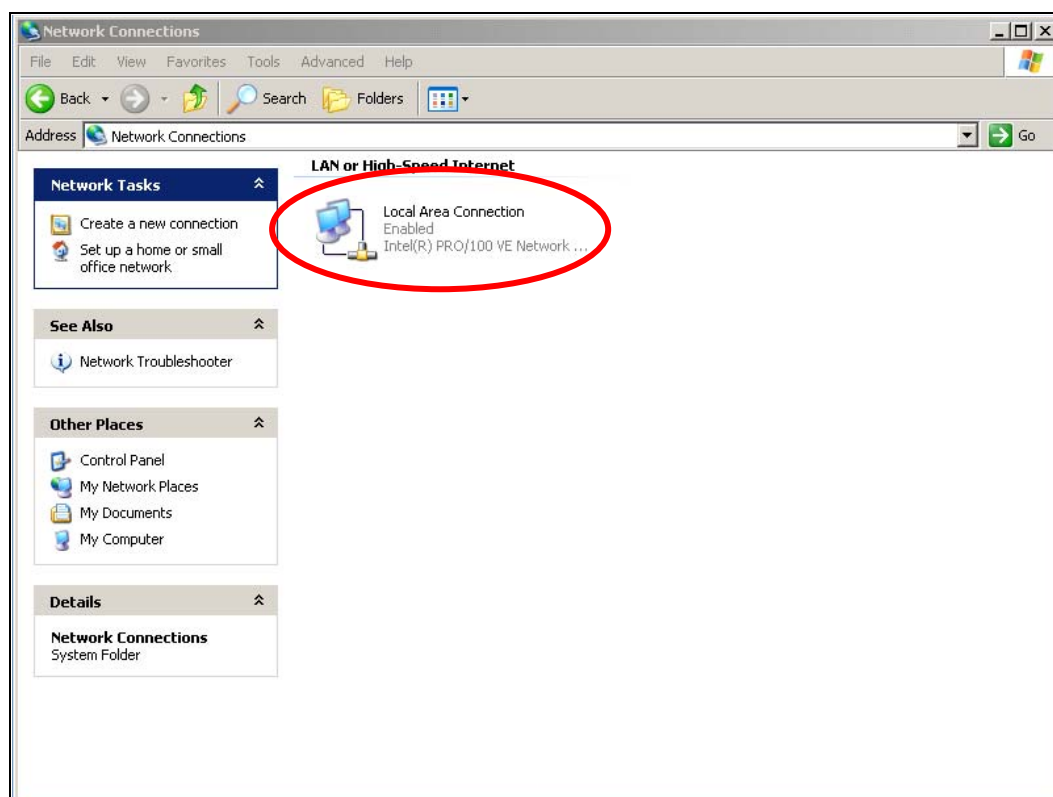 Network Connections
File Edit View Favorites Tools Advanced Help
Back Search Folders
Address Network Connections Go
Network Tasks
Create a new connection
Set up a home or small
office network
See Also
Network Troubleshooter
Other Places
Control Panel
My Network Places
My Documents
My Computer
Details
Network Connections
System Folder
LAN or High-Speed Internet
Local Area Connection
Enabled
Intel(R) PRO/100 VE Network ...